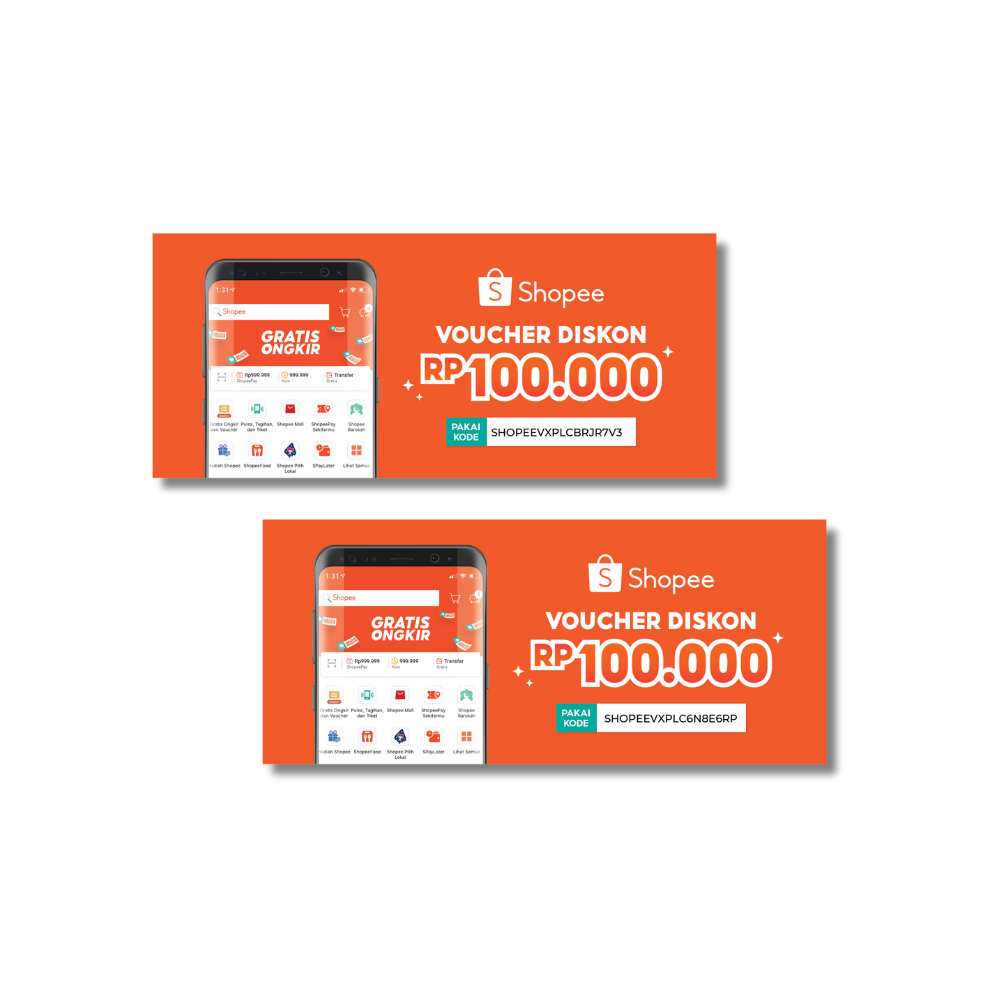 1:31
Shopee
GRATIS
ONGKIR
Rp999.999
ShopeePay
999.999
Koin
Transfer
Gratis
Gratis Ongkir
dan Voucher
Pulsa, Tagihan,
dan Tiket
Shopee Mall
ShopeePay
Sekitarmu
Shopee
Barokah
adiah Shopee
ShopeeFood
Shopee Pilih
Lokal
SPayLater
Lihat Semua
S Shopee
VOUCHER DISKON
RP100.000
PAKAI
KODE
SHOPEEVXPLCBRJR7V3
1:31
Shopee
GRATIS
ONGKIR
Rp999.999
ShopeePay
999.999
Koin
Transfer
Gratis
Gratis Ongkir
dan Voucher
Pulsa, Tagihan,
dan Tiket
Shopee Mall
ShopeePay
Sekitarmu
Shopee
Barokah
adiah Shopee
ShopeeFood
Shopee Pilih
Lokal
SPayLater
Lihat Semua
S Shopee
VOUCHER DISKON
RP100.000
PAKAI
KODE
SHOPEEVXPLC6N8E6RP